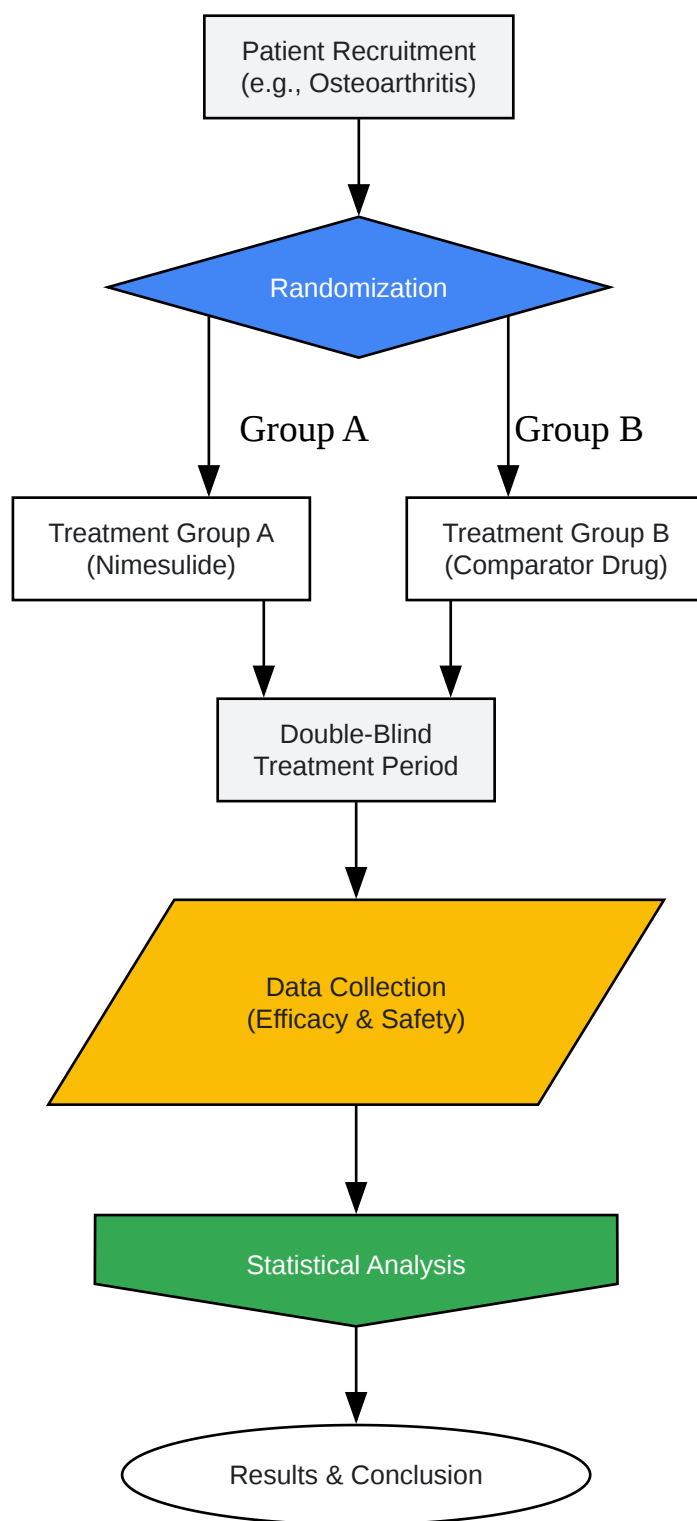 Patient Recruitment
(e.g., Osteoarthritis)
Randomization
Group A
Group B
Treatment Group A
(Nimesulide)
Treatment Group B
(Comparator Drug)
Double-Blind
Treatment Period
Data Collection
(Efficacy & Safety)
Statistical Analysis
Results & Conclusion